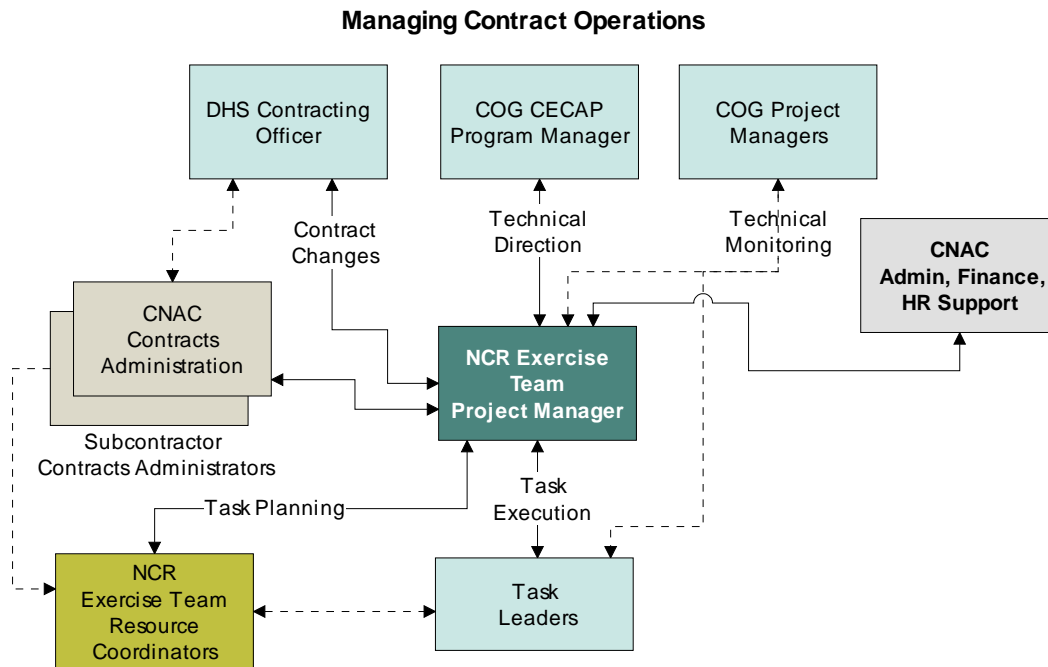 Managing Contract Operations
DHS Contracting
Officer
COG CECAP
Program Manager
COG Project
Managers
Contract
Changes
Technical
Direction
Technical
Monitoring
CNAC
Admin, Finance,
HR Support
CNAC
Contracts
Administration
NCR Exercise
Team
Project Manager
Subcontractor
Contracts Administrators
Task Planning
Task
Execution
NCR
Exercise Team
Resource
Coordinators
Task
Leaders